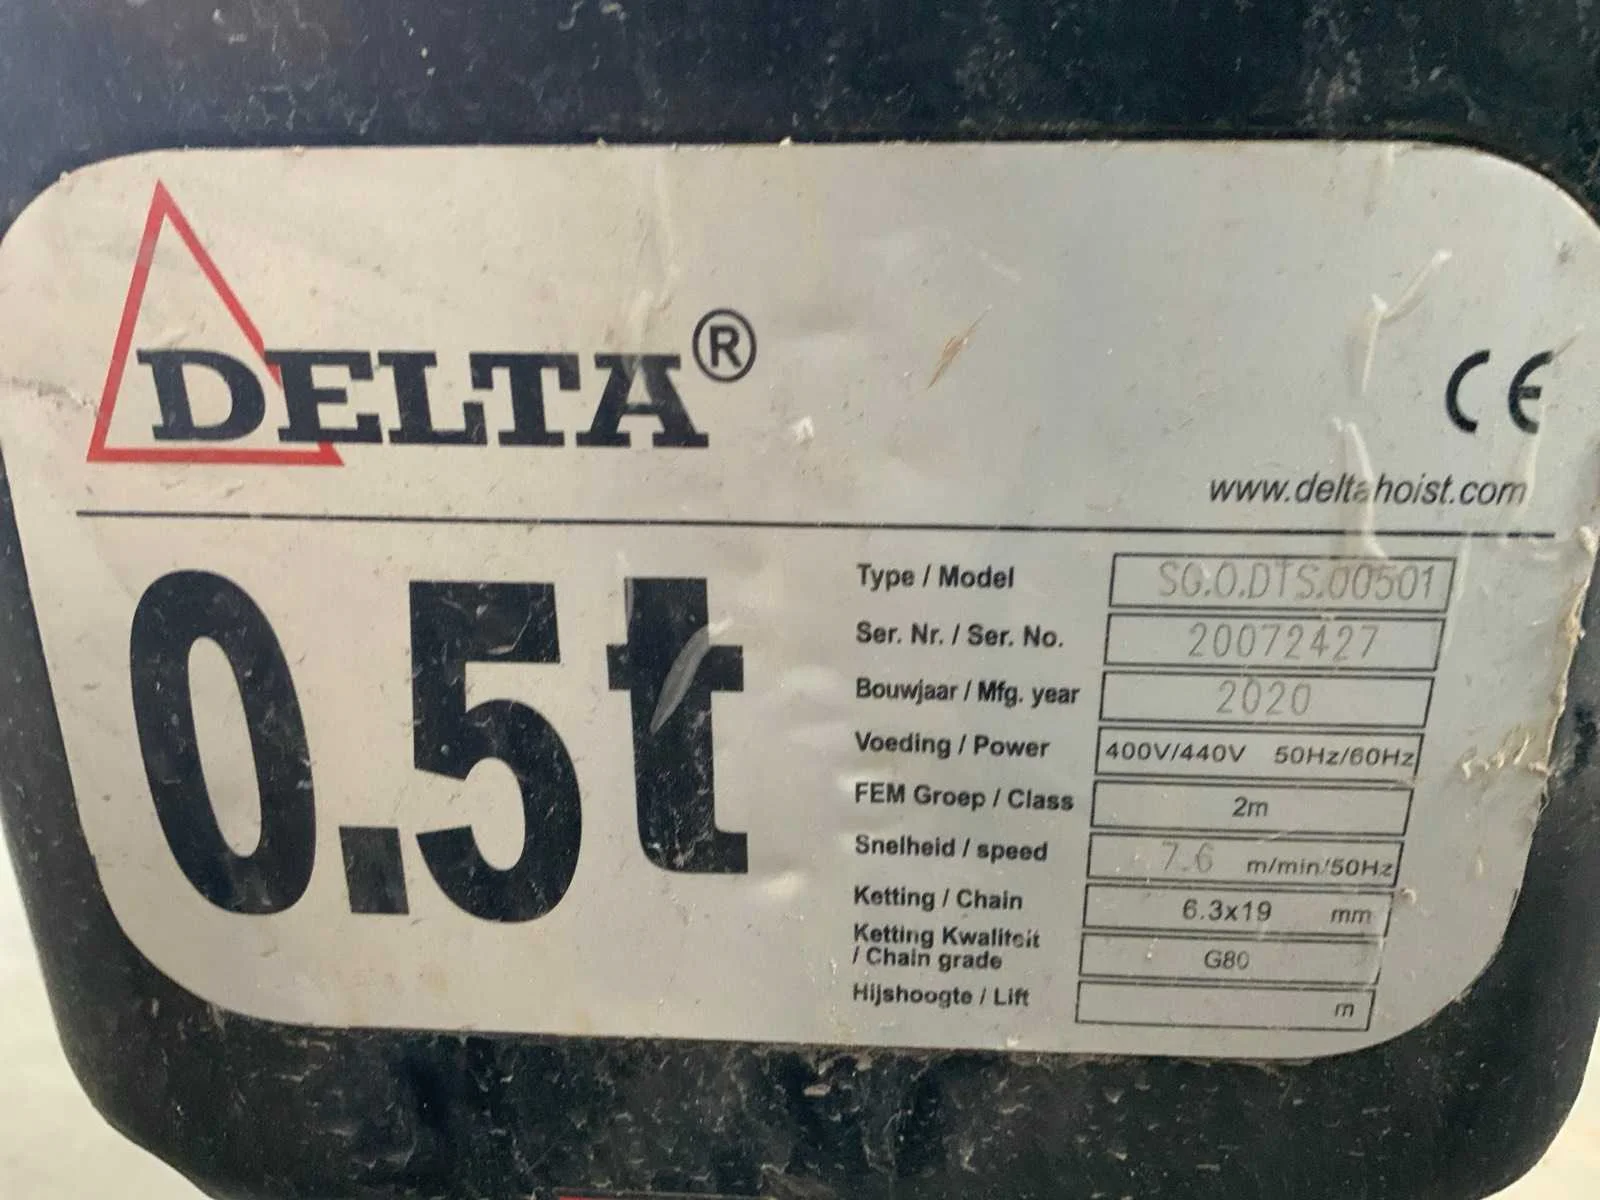 DELTA®
CE
www.deltahoist.com
0.5t
Type / Model SG.O.DTS.00501
Ser. Nr. / Ser. No. 20072427
Bouwjaar / Mfg. year 2020
Voeding / Power 400V/440V 50Hz/60Hz
FEM Groep / Class 2m
Snelheid / speed 7.6 m/min/50Hz
Ketting / Chain 6.3x19 mm
Ketting Kwaliteit
/ Chain grade G80
Hijshoogte / Lift m